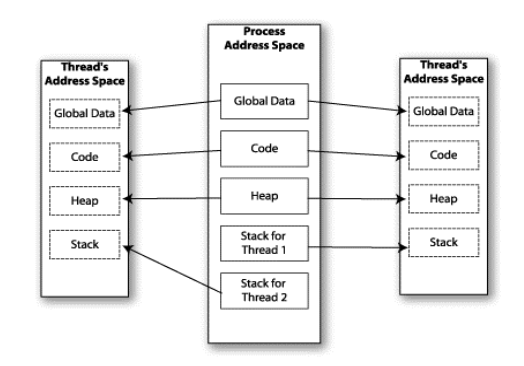 Thread's
Address Space
Global Data
Code
Heap
Stack
Process
Address Space
Global Data
Code
Heap
Stack for
Thread 1
Stack for
Thread 2
Thread's
Address Space
Global Data
Code
Heap
Stack